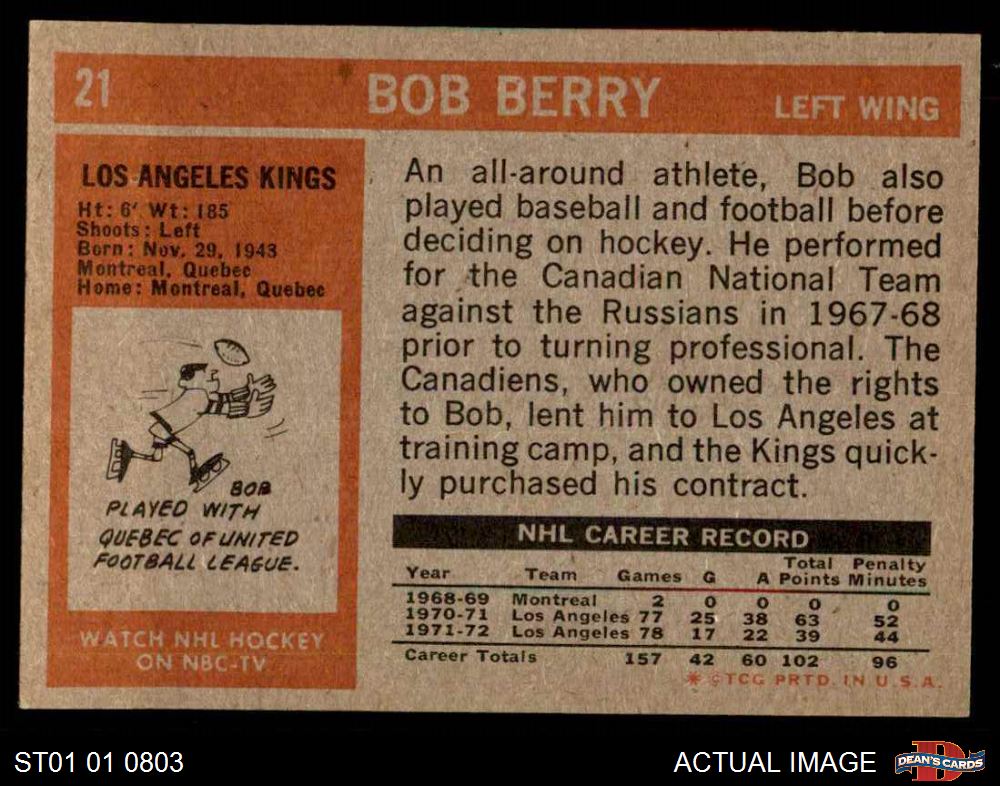 21 BOB BERRY LEFT WING
LOS ANGELES KINGS
Ht: 6' Wt: 185
Shoots: Left
Born: Nov. 29, 1943
Montreal, Quebec
Home: Montreal, Quebec
BOB
PLAYED WITH
QUEBEC OF UNITED
FOOTBALL LEAGUE.
WATCH NHL HOCKEY
ON NBC-TV
An all-around athlete, Bob also
played baseball and football before
deciding on hockey. He performed
for the Canadian National Team
against the Russians in 1967-68
prior to turning professional. The
Canadiens, who owned the rights
to Bob, lent him to Los Angeles at
training camp, and the Kings quick-
ly purchased his contract.
NHL CAREER RECORD
Year Team Games G A Total Points Penalty Minutes
1968-69 Montreal 2 0 0 0 0
1970-71 Los Angeles 77 25 38 63 52
1971-72 Los Angeles 78 17 22 39 44
Career Totals 157 42 60 102 96
* © TCG PRTD. IN U.S.A.
ST01 01 0803 ACTUAL IMAGE DEAN'S CARDS